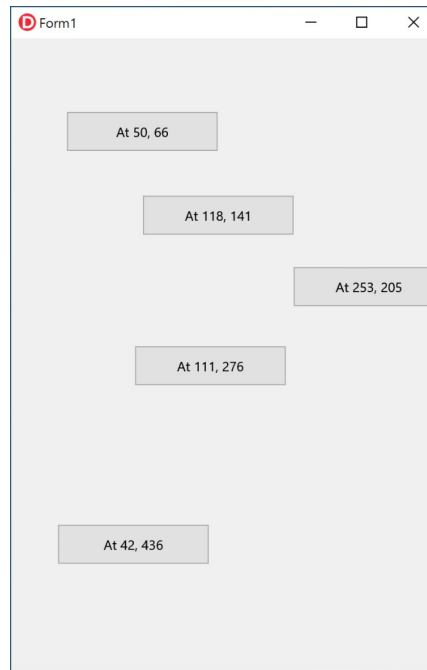 Form1
At 50, 66
At 118, 141
At 253, 205
At 111, 276
At 42, 436